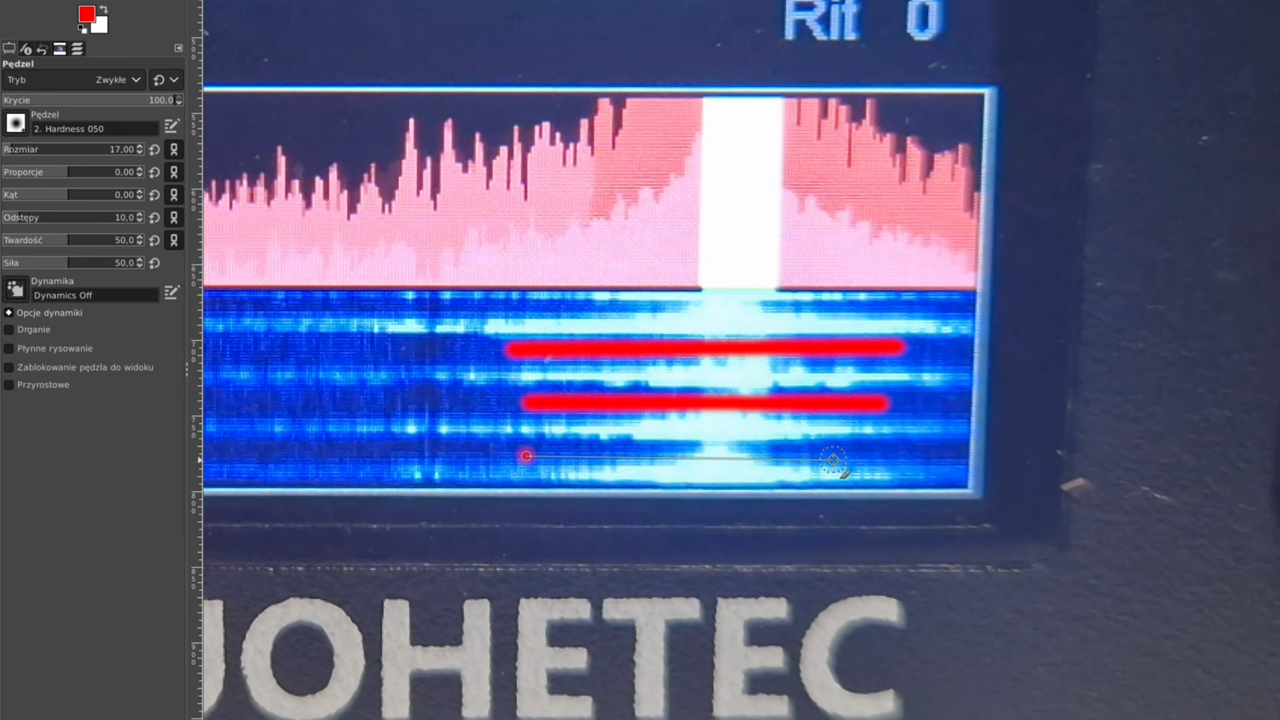 Rit 0
Pędzel
Tryb Zwykłe
Krycie 100,0
Pędzel
2. Hardness 050
Rozmiar 17,00
Proporcje 0,00
Kąt 0,00
Odstępy 10,0
Twardość 50,0
Siła 50,0
Dynamika
Dynamics Off
Opcje dynamiki
Drganie
Płynne rysowanie
Zablokowanie pędzla do widoku
Przyrostowe
UOHETEC